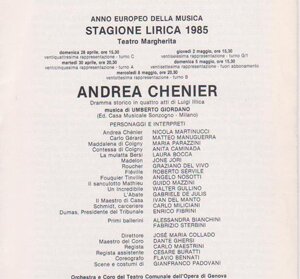 ANNO EUROPEO DELLA MUSICA
STAGIONE LIRICA 1985
Teatro Margherita
domenica 28 aprile, ore 15,30
ventiquattresima rappresentazione - turno C
martedì 30 aprile, ore 20,30
venticinquesima rappresentazione - turno A
giovedì 2 maggio, ore 15,30
ventiseiesima rappresentazione - turno G/1
domenica 5 maggio, ore 15,30
rappresentazione - fuori abbonamento
mercoledì 8 maggio, ore 20,30
rappresentazione - turno B
ANDREA CHENIER
Dramma storico in quattro atti di Luigi Illica
musica di UMBERTO GIORDANO
(Ed. Casa Musicale Sonzogno - Milano)
PERSONAGGI E INTERPRETI
Andrea Chénier NICOLA MARTINUCCI
Carlo Gérard MATTEO MANUGUERRA
Maddalena di Coigny MARIA PARAZZINI
Contessa di Coigny ANITA CAMINADA
La mulatta Bersi LAURA BOCCA
Madelon JONE JORI
Roucher GRAZIANO DEL VIVO
Fléville ROBERTO SERVILE
Fouquier Tinville ANGELO NOSOTTI
Il sanculotto Mathieu GUIDO MAZZINI
Un Incredibile WALTER GULLINO
L'Abate GABRIELE DE JULIS
Il Maestro di Casa IVAN DEL MANTO
Schmidt, carceriere CARLO MILICIANI
Dumas, Presidente del Tribunale ENRICO FIBRINI
Primi ballerini ALESSANDRA BIANCHINI
FABRIZIO STERBINI
Direttore JOSÉ MARIA COLLADO
Maestro del Coro DANTE GHERSI
Regista CARLO MAESTRINI
Regista assistente CESARE BURATTI
Coreografo FLAVIO BENNATI
Scene e costumi di GIANFRANCO PADOVANI
Orchestra e Coro del Teatro Comunale dell'Opera di Genova